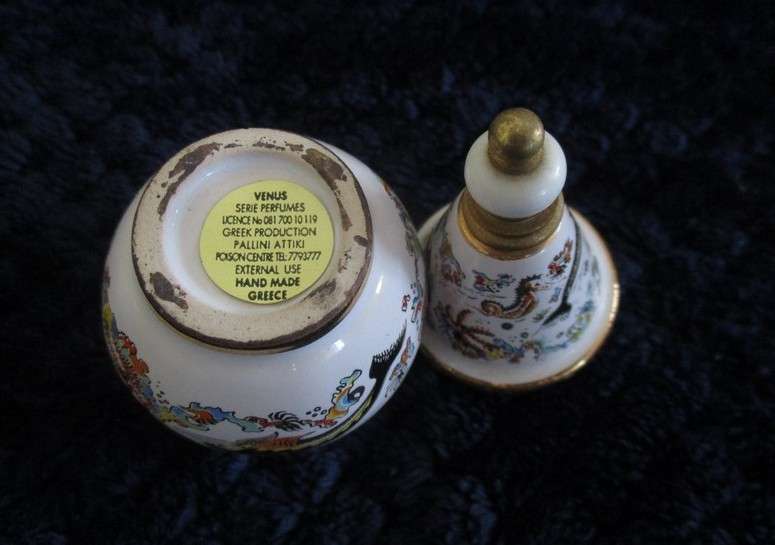 VENUS
SERIE PERFUMES
LICENCE No 081 700 10 119
GREEK PRODUCTION
PALLINI ATTIKI
POISON CENTRE TEL: 7793777
EXTERNAL USE
HAND MADE
GREECE